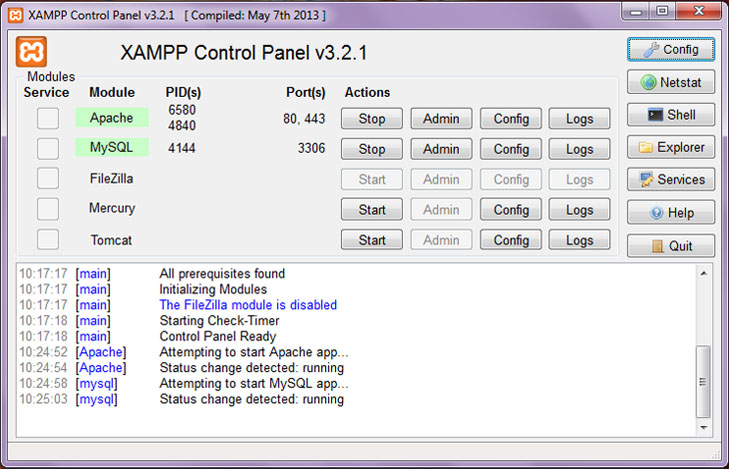 XAMPP Control Panel v3.2.1 [ Compiled: May 7th 2013 ]
XAMPP Control Panel v3.2.1
Config
Modules
Service Module PID(s) Port(s) Actions
Netstat
Apache 6580 4840 80, 443 Stop Admin Config Logs
Shell
MySQL 4144 3306 Stop Admin Config Logs
Explorer
FileZilla Start Admin Config Logs
Services
Mercury Start Admin Config Logs
Help
Tomcat Start Admin Config Logs
Quit
10:17:17 [main] All prerequisites found
10:17:17 [main] Initializing Modules
10:17:17 [main] The FileZilla module is disabled
10:17:18 [main] Starting Check-Timer
10:17:18 [main] Control Panel Ready
10:24:52 [Apache] Attempting to start Apache app...
10:24:54 [Apache] Status change detected: running
10:24:58 [mysql] Attempting to start MySQL app...
10:25:03 [mysql] Status change detected: running